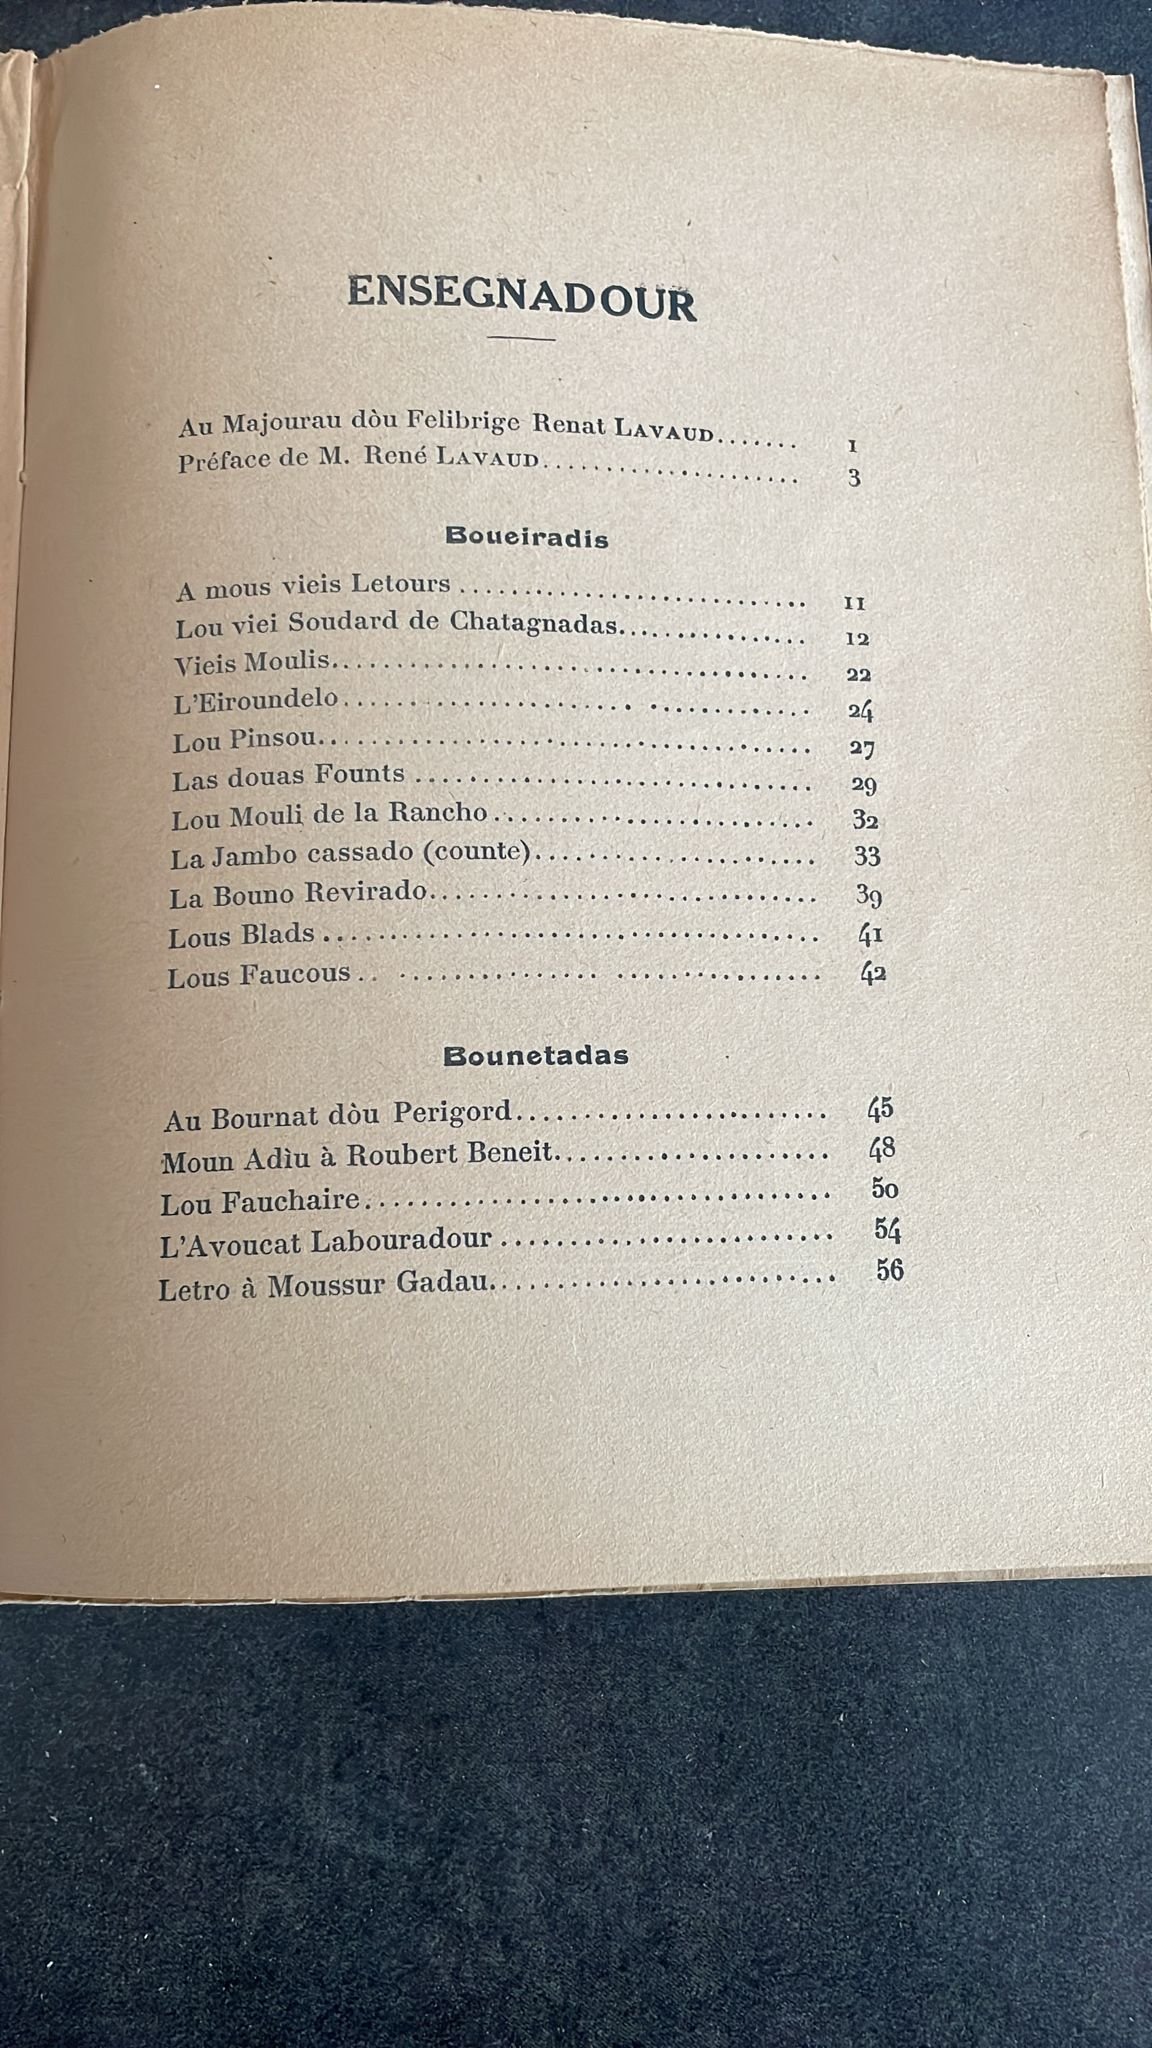 ENSEGNADOUR
Au Majourau dòu Felibrige Renat LAVAUD....... 1
Préface de M. René LAVAUD..................... 3
Boueiradis
A mous vieis Letours ............................ 11
Lou viei Soudard de Chatagnadas................ 12
Vieis Moulis..................................... 22
L'Eiroundelo..................................... 24
Lou Pinsou....................................... 27
Las douas Founts ............................... 29
Lou Mouli de la Rancho......................... 32
La Jambo cassado (counte)...................... 33
La Bouno Revirado.............................. 39
Lous Blads ...................................... 41
Lous Faucous .. ................................. 42
Bounetadas
Au Bournat dòu Perigord........................ 45
Moun Adìu à Roubert Beneit..................... 48
Lou Fauchaire................................... 50
L'Avoucat Labouradour ......................... 54
Letro à Moussur Gadau.......................... 56